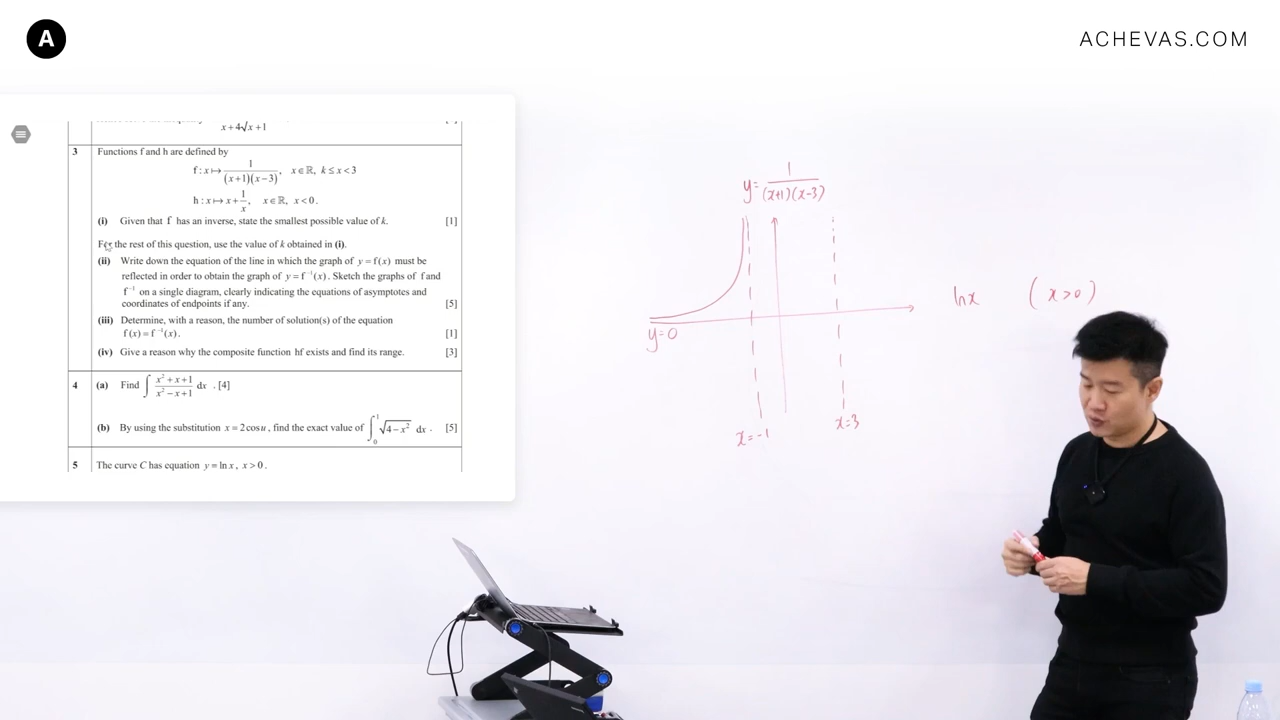 A
ACHEVAS.COM
x+4√x+1
3 Functions f and h are defined by
f : x ↦ 1/((x+1)(x−3)), x∈ℝ, k ≤ x < 3
h : x ↦ x + 1/x, x∈ℝ, x<0.
(i) Given that f has an inverse, state the smallest possible value of k. [1]
For the rest of this question, use the value of k obtained in (i).
(ii) Write down the equation of the line in which the graph of y = f(x) must be
reflected in order to obtain the graph of y = f⁻¹(x). Sketch the graphs of f and
f⁻¹ on a single diagram, clearly indicating the equations of asymptotes and
coordinates of endpoints if any. [5]
(iii) Determine, with a reason, the number of solution(s) of the equation
f(x) = f⁻¹(x). [1]
(iv) Give a reason why the composite function hf exists and find its range. [3]
4 (a) Find ∫ (x²+x+1)/(x²−x+1) dx . [4]
(b) By using the substitution x = 2cosu, find the exact value of ∫₀¹ √(4−x²) dx . [5]
5 The curve C has equation y = ln x, x > 0.
y = 1/((x+1)(x-3))
y=0
x=-1
x=3
lnx (x>0)